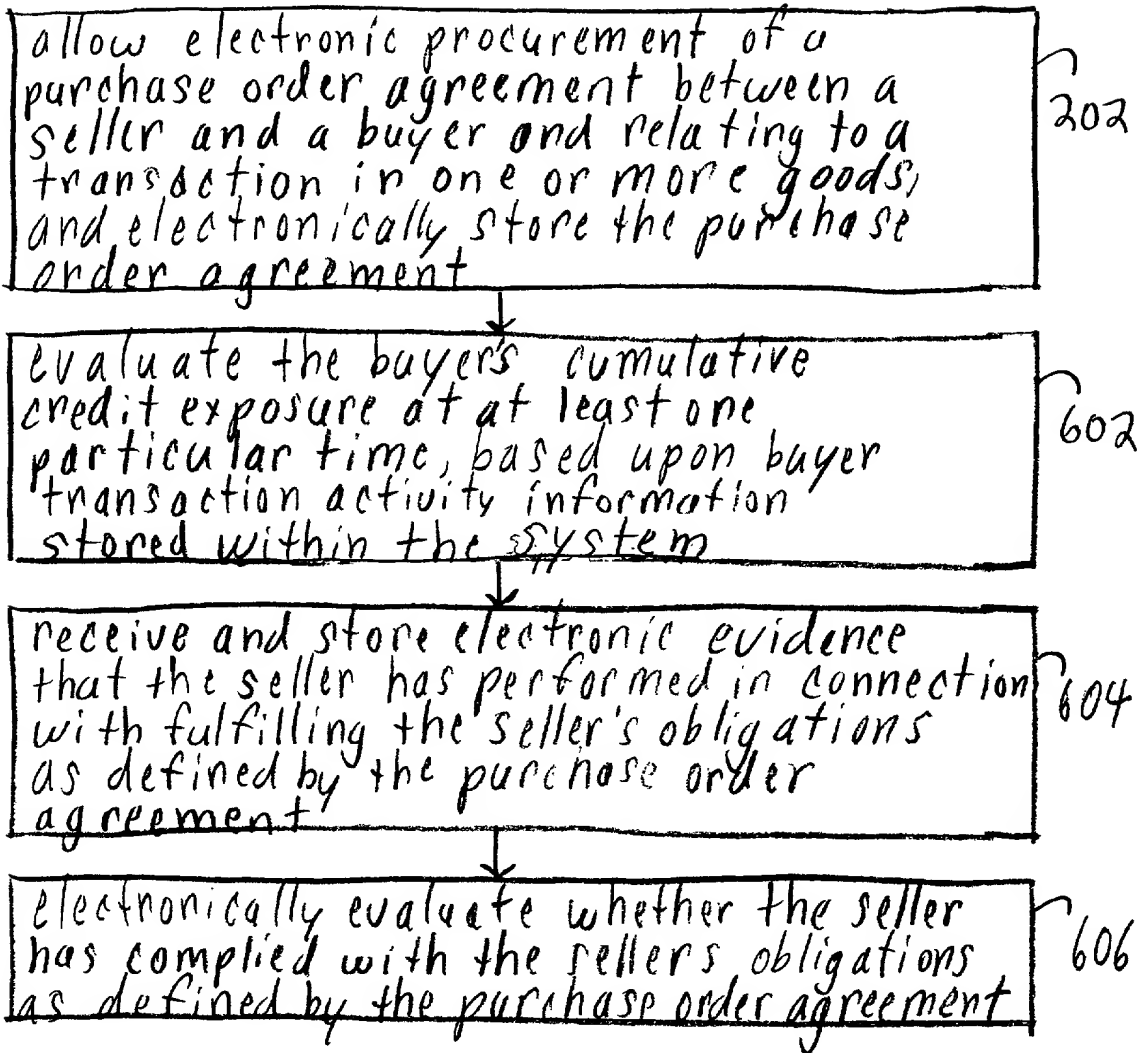 allow electronic procurement of a
purchase order agreement between a
seller and a buyer and relating to a
transaction in one or more goods,
and electronically store the purchase
order agreement
202
evaluate the buyer's cumulative
credit exposure at at least one
particular time, based upon buyer
transaction activity information
stored within the system
602
receive and store electronic evidence
that the seller has performed in connection
with fulfilling the seller's obligations
as defined by the purchase order
agreement
604
electronically evaluate whether the seller
has complied with the sellers obligations
as defined by the purchase order agreement
606